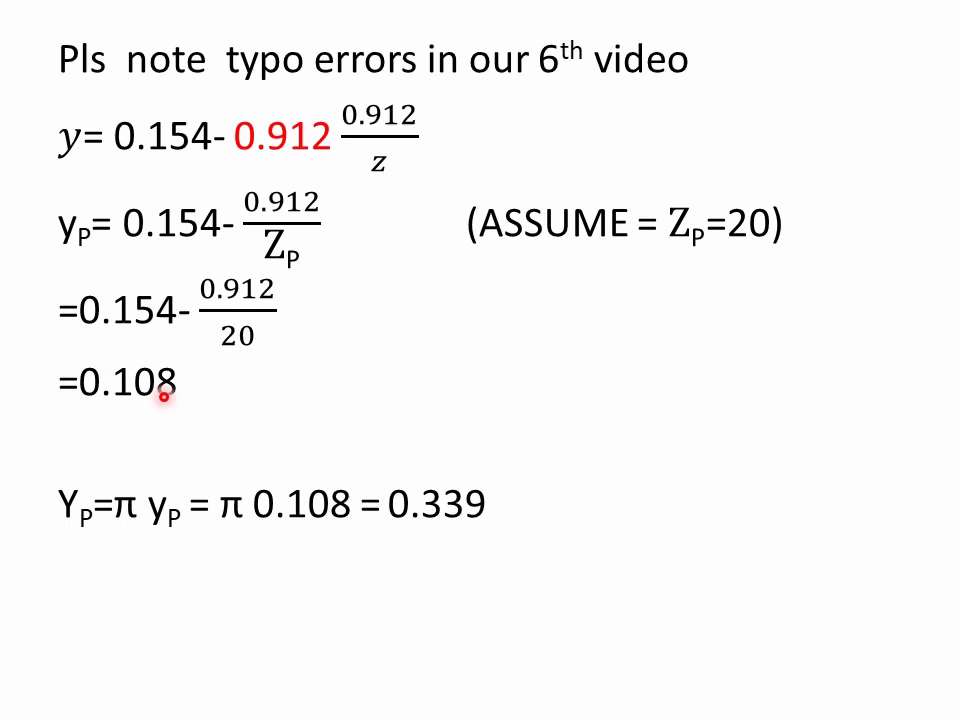 Pls note typo errors in our 6th video
y= 0.154- 0.912 0.912/z
yP= 0.154- 0.912/ZP (ASSUME = ZP=20)
=0.154- 0.912/20
=0.108
YP=π yP = π 0.108 = 0.339